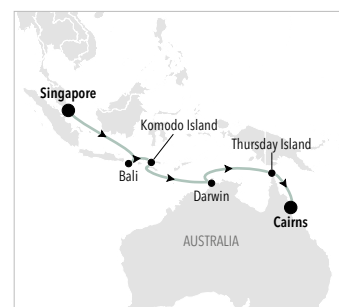 Singapore
Komodo Island
Thursday Island
Bali
Darwin
Cairns
AUSTRALIA